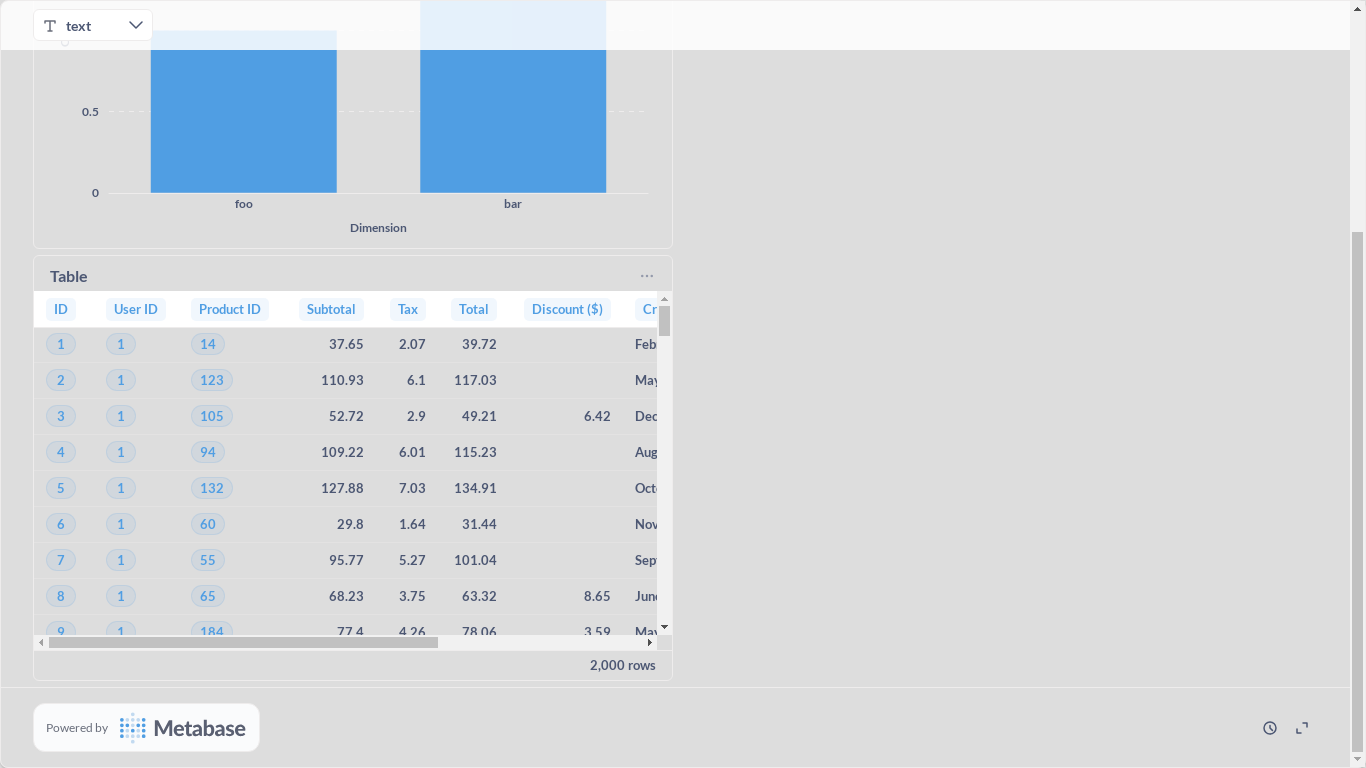 text
0.5
0
foo bar
Dimension
Table
ID User ID Product ID Subtotal Tax Total Discount ($) Cr
1 1 14 37.65 2.07 39.72 Feb
2 1 123 110.93 6.1 117.03 May
3 1 105 52.72 2.9 49.21 6.42 Dec
4 1 94 109.22 6.01 115.23 Aug
5 1 132 127.88 7.03 134.91 Octo
6 1 60 29.8 1.64 31.44 Nov
7 1 55 95.77 5.27 101.04 Sep
8 1 65 68.23 3.75 63.32 8.65 June
9 1 184 77.4 4.26 78.06 3.59 May
2,000 rows
Powered by Metabase